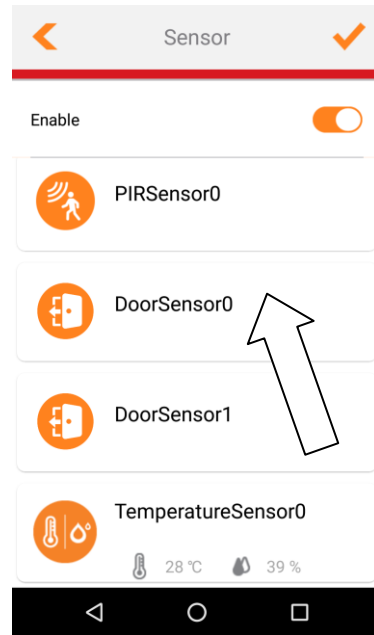 Sensor
Enable
PIRSensor0
DoorSensor0
DoorSensor1
TemperatureSensor0
28 ℃ 39 %